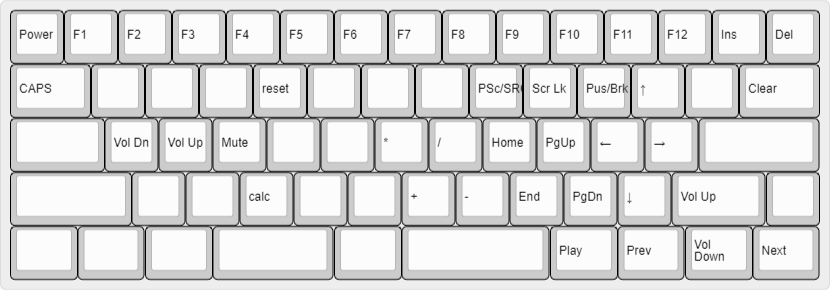 Power F1 F2 F3 F4 F5 F6 F7 F8 F9 F10 F11 F12 Ins Del
CAPS reset PSc/SR Scr Lk Pus/Brk ↑ Clear
Vol Dn Vol Up Mute * / Home PgUp ← →
calc + - End PgDn ↓ Vol Up
Play Prev Vol Down Next